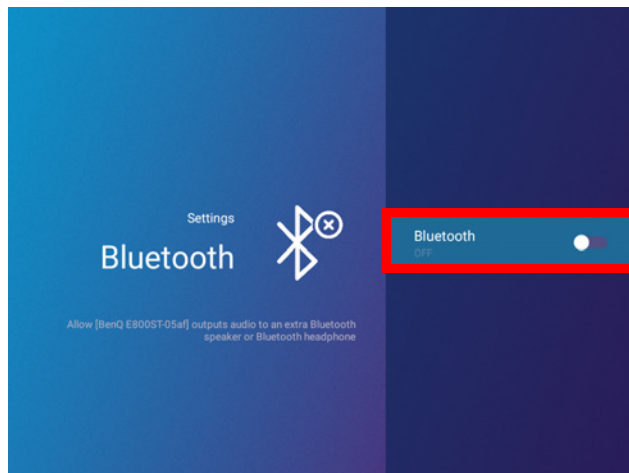 Settings
Bluetooth
Allow [BenQ E800ST-05af] outputs audio to an extra Bluetooth
speaker or Bluetooth headphone
Bluetooth
OFF